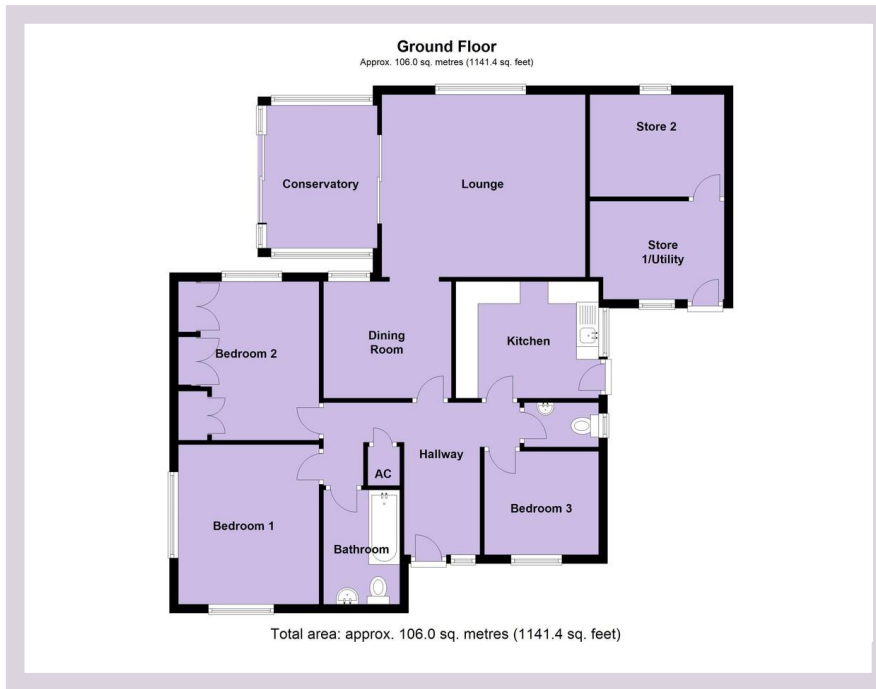 Ground Floor
Approx. 106.0 sq. metres (1141.4 sq. feet)
Store 2
Conservatory
Lounge
Store
1/Utility
Dining
Room
Kitchen
Bedroom 2
Hallway
AC
Bedroom 3
Bedroom 1
Bathroom
Total area: approx. 106.0 sq. metres (1141.4 sq. feet)